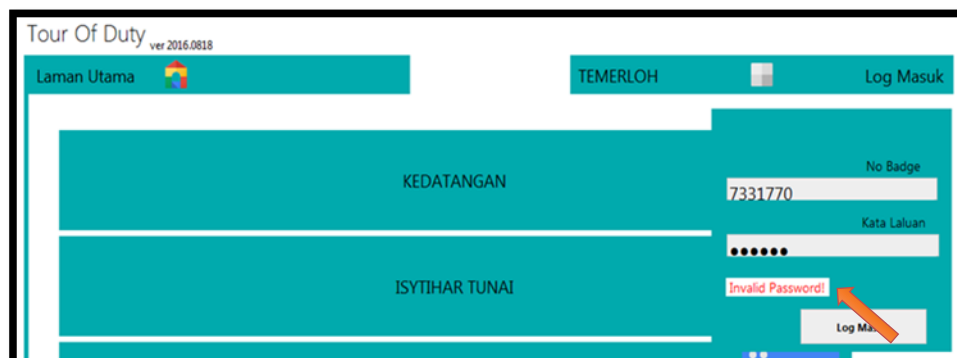 Tour Of Duty ver 2016.0818
Laman Utama
TEMERLOH
Log Masuk
No Badge
KEDATANGAN
7331770
Kata Laluan
••••••
ISYTIHAR TUNAI
Invalid Password!
Log